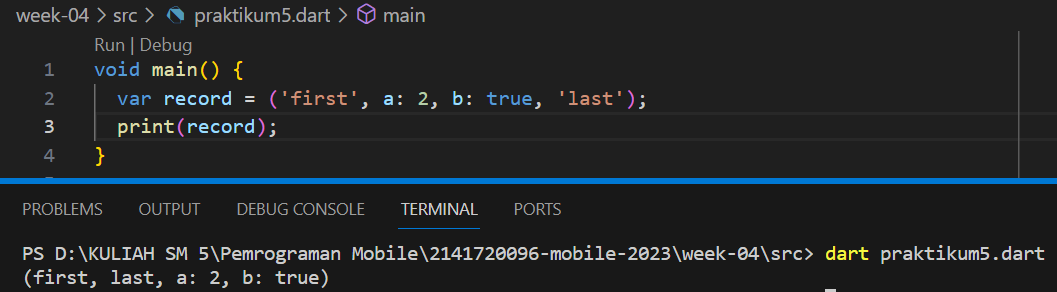 week-04 > src > praktikum5.dart > main
Run | Debug
1 void main() {
2 var record = ('first', a: 2, b: true, 'last');
3 print(record);
4 }
PROBLEMS OUTPUT DEBUG CONSOLE TERMINAL PORTS
PS D:\KULIAH SM 5\Pemrograman Mobile\2141720096-mobile-2023\week-04\src> dart praktikum5.dart
(first, last, a: 2, b: true)